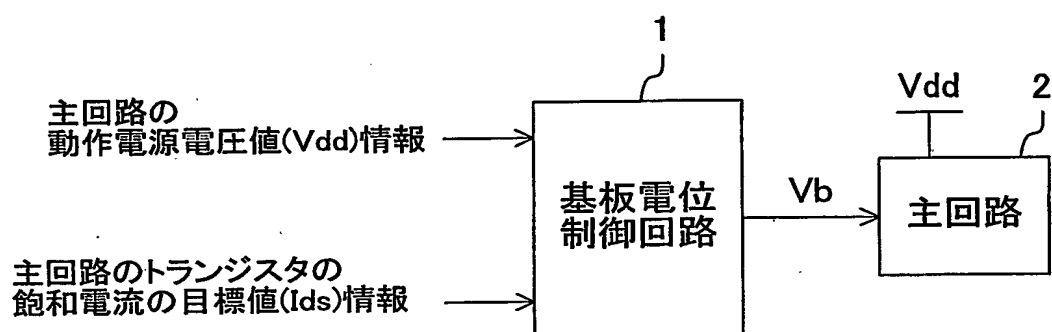 1
主回路の
動作電源電圧値(Vdd)情報
Vdd
2
基板電位
制御回路
Vb
主回路
主回路のトランジスタの
飽和電流の目標値(Ids)情報